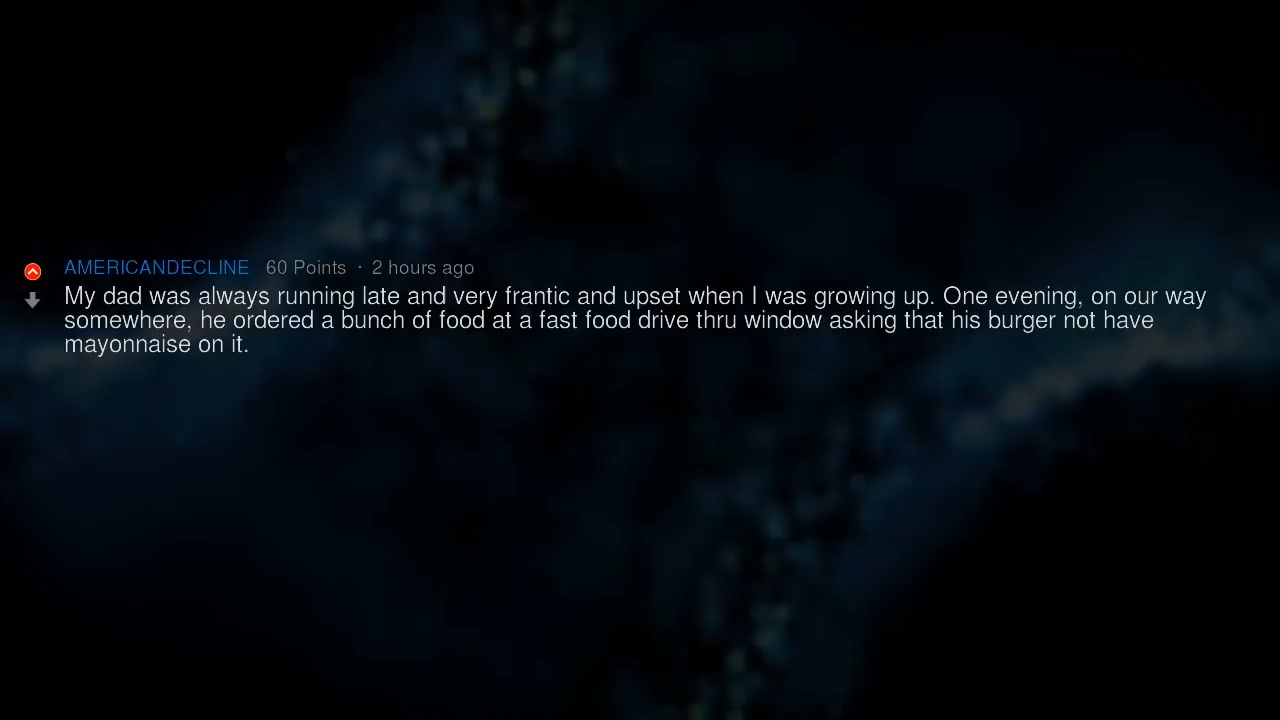 AMERICANDECLINE 60 Points · 2 hours ago
My dad was always running late and very frantic and upset when I was growing up. One evening, on our way
somewhere, he ordered a bunch of food at a fast food drive thru window asking that his burger not have
mayonnaise on it.